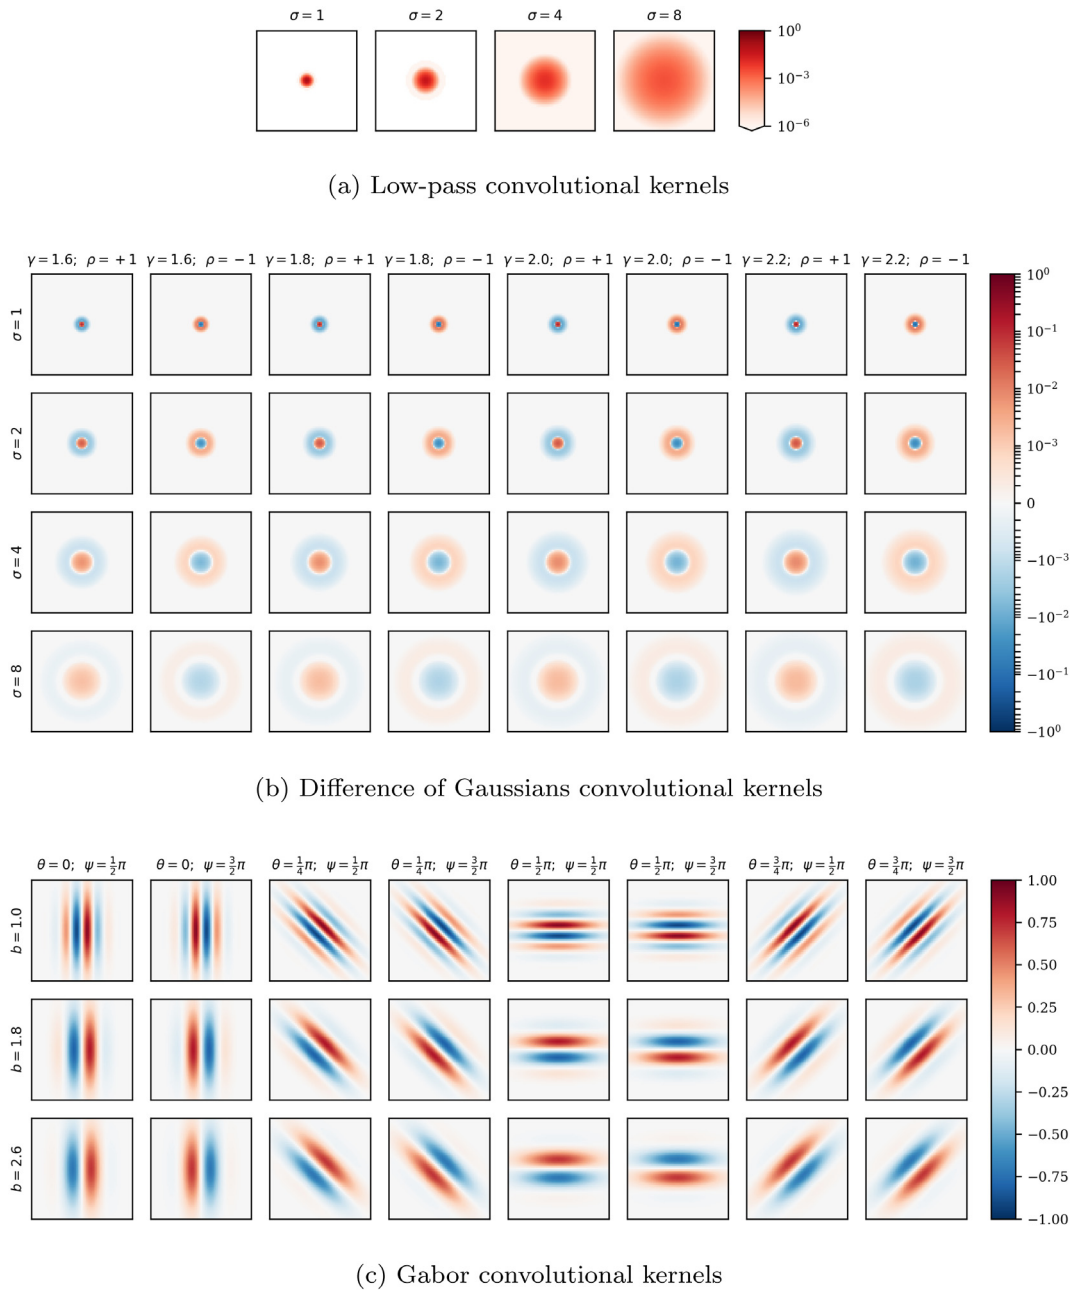 σ = 1 σ = 2 σ = 4 σ = 8
10⁰
10⁻³
10⁻⁶
(a) Low-pass convolutional kernels
γ = 1.6; ρ = +1 γ = 1.6; ρ = −1 γ = 1.8; ρ = +1 γ = 1.8; ρ = −1 γ = 2.0; ρ = +1 γ = 2.0; ρ = −1 γ = 2.2; ρ = +1 γ = 2.2; ρ = −1
σ = 1
σ = 2
σ = 4
σ = 8
10⁰
10⁻¹
10⁻²
10⁻³
0
−10⁻³
−10⁻²
−10⁻¹
−10⁰
(b) Difference of Gaussians convolutional kernels
θ = 0; ψ = ½π θ = 0; ψ = 3/2π θ = ¼π; ψ = ½π θ = ¼π; ψ = 3/2π θ = ½π; ψ = ½π θ = ½π; ψ = 3/2π θ = ¾π; ψ = ½π θ = ¾π; ψ = 3/2π
b = 1.0
b = 1.8
b = 2.6
1.00
0.75
0.50
0.25
0.00
−0.25
−0.50
−0.75
−1.00
(c) Gabor convolutional kernels